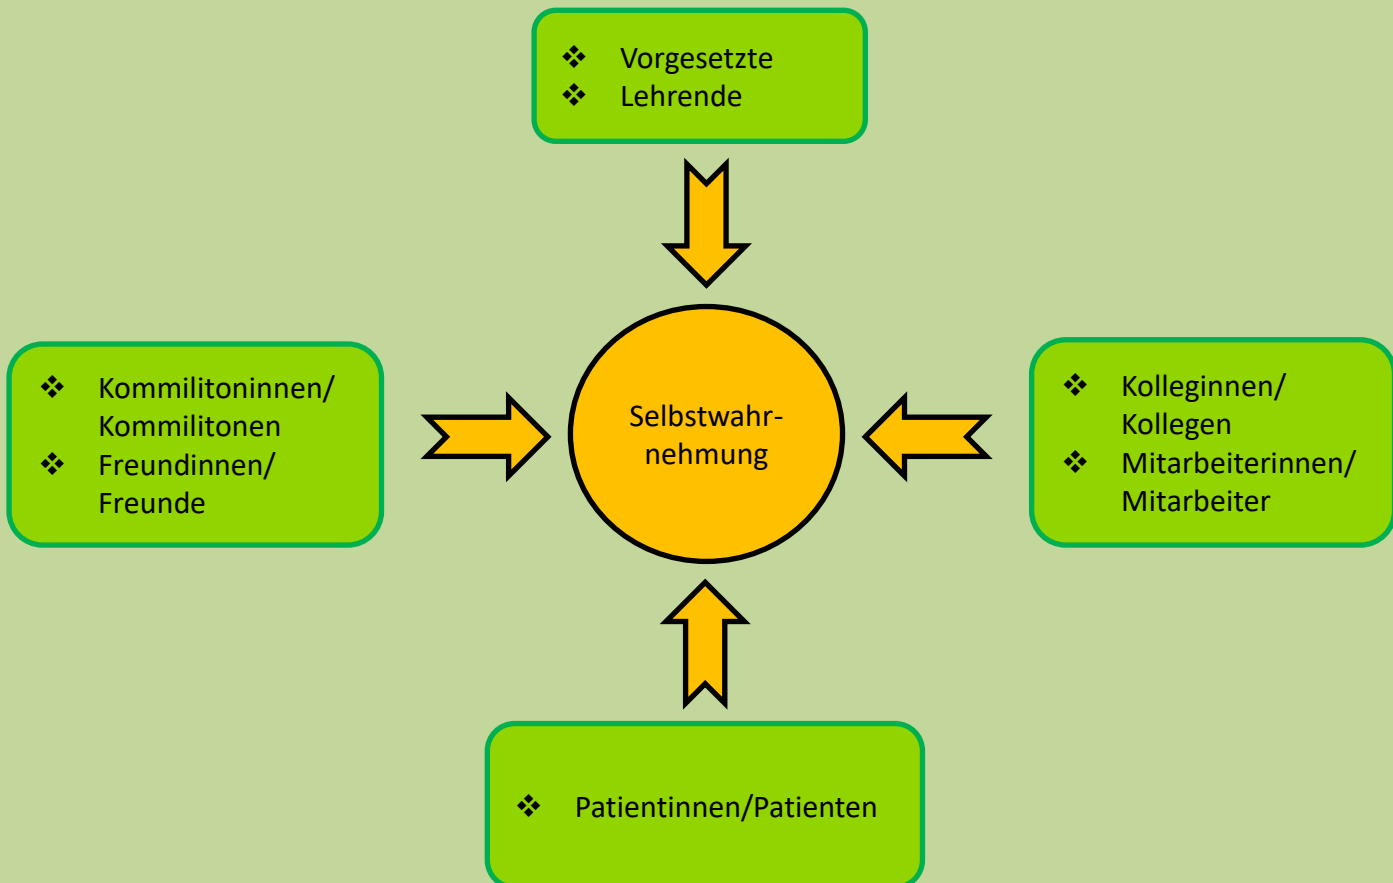 Vorgesetzte
Lehrende
Kommilitoninnen/
Kommilitonen
Freundinnen/
Freunde
Selbstwahr-
nehmung
Kolleginnen/
Kollegen
Mitarbeiterinnen/
Mitarbeiter
Patientinnen/Patienten